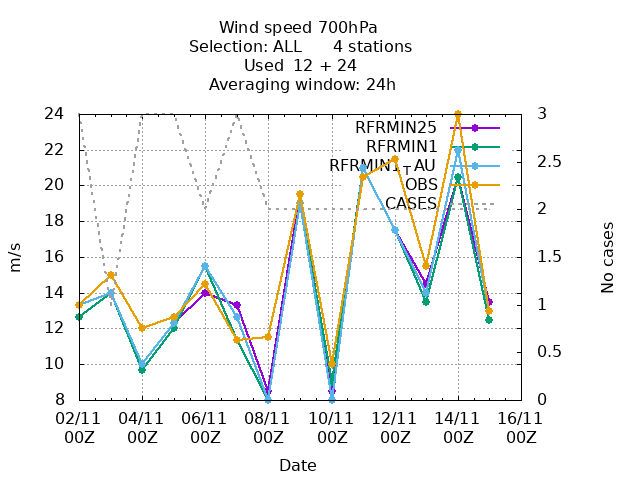 Wind speed 700hPa
Selection: ALL 4 stations
Used 12 + 24
Averaging window: 24h
24
22
20
18
16
14
12
10
8
m/s
3
2.5
2
1.5
1
0.5
0
No cases
RFRMIN25
RFRMIN1
RFRMIN1TAU
OBS
CASES
02/11 04/11 06/11 08/11 10/11 12/11 14/11 16/11
00Z 00Z 00Z 00Z 00Z 00Z 00Z 00Z
Date